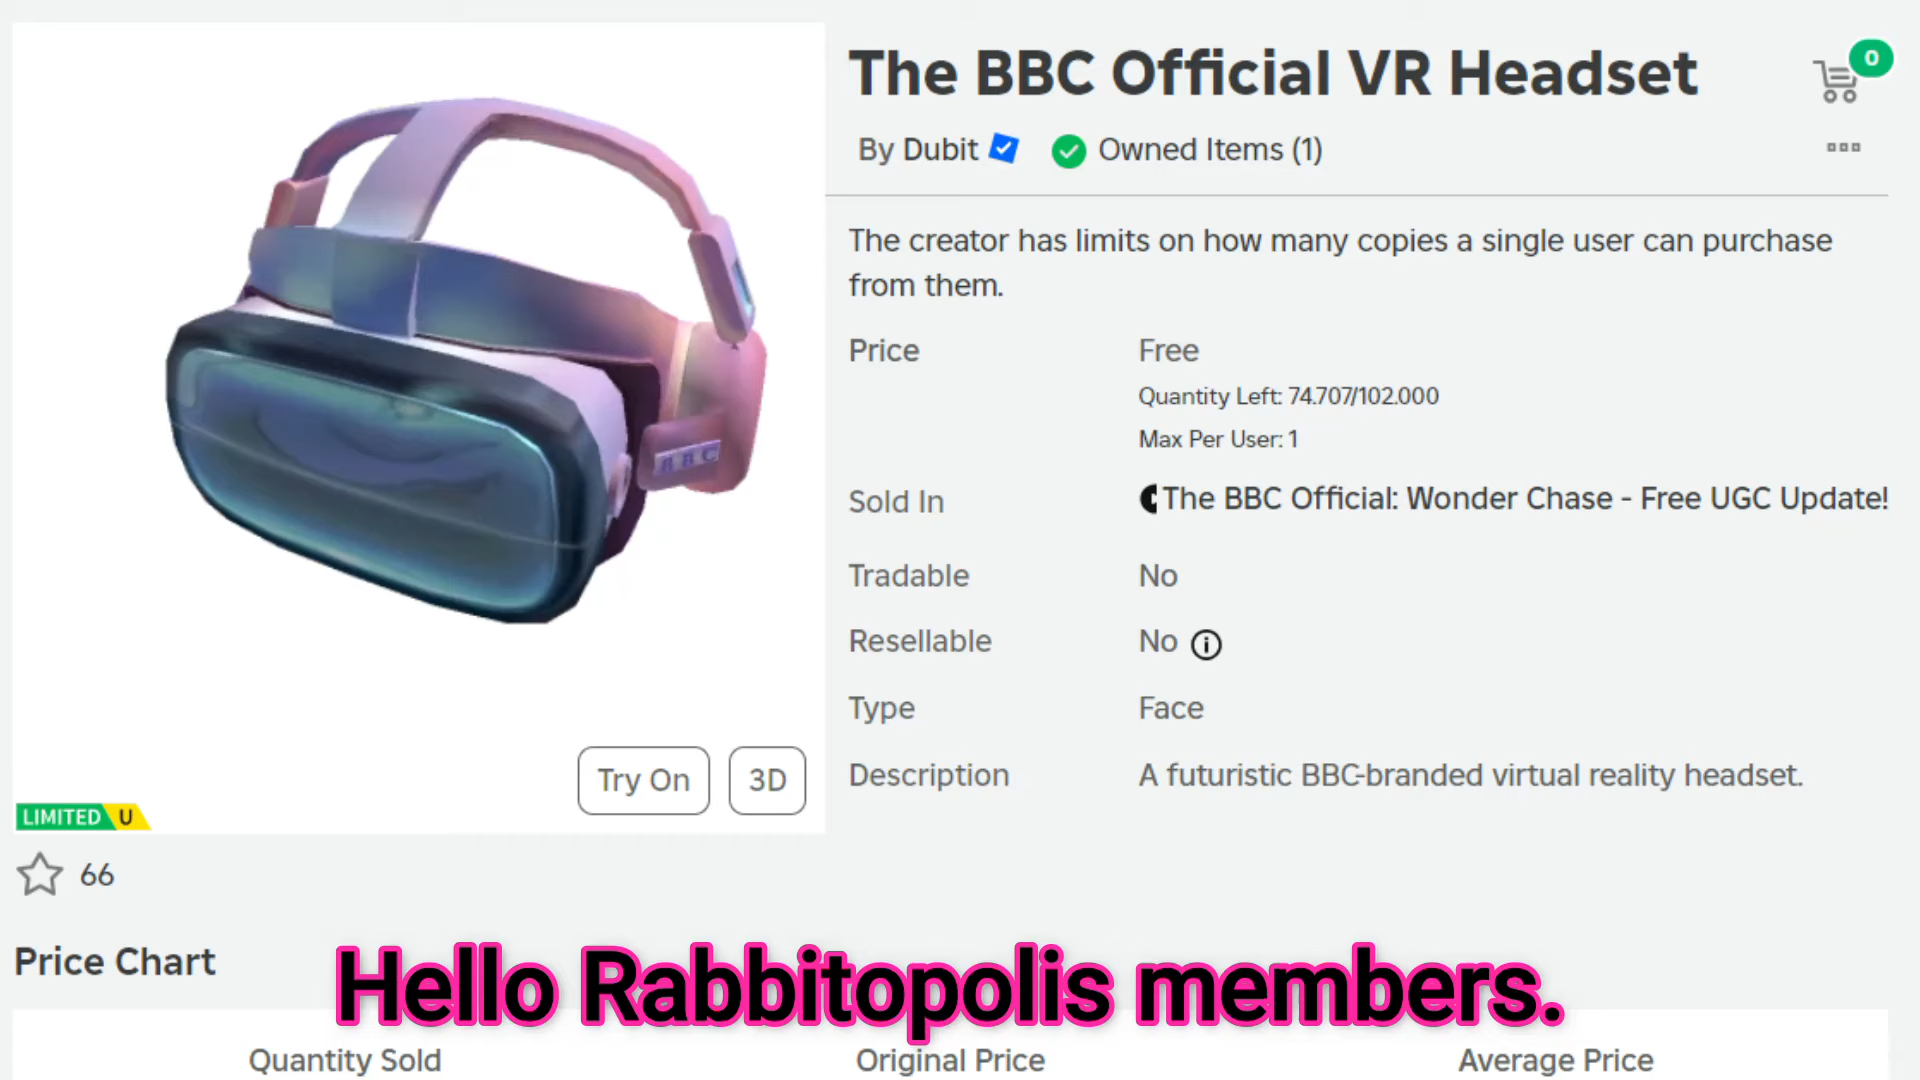 The BBC Official VR Headset
0
By Dubit
Owned Items (1)
The creator has limits on how many copies a single user can purchase
from them.
Price
Free
Quantity Left: 74.707/102.000
Max Per User: 1
Sold In
The BBC Official: Wonder Chase - Free UGC Update!
Tradable
No
Resellable
No
Type
Face
Description
A futuristic BBC-branded virtual reality headset.
BBC
Try On
3D
LIMITED U
66
Price Chart
Hello Rabbitopolis members.
Quantity Sold
Original Price
Average Price